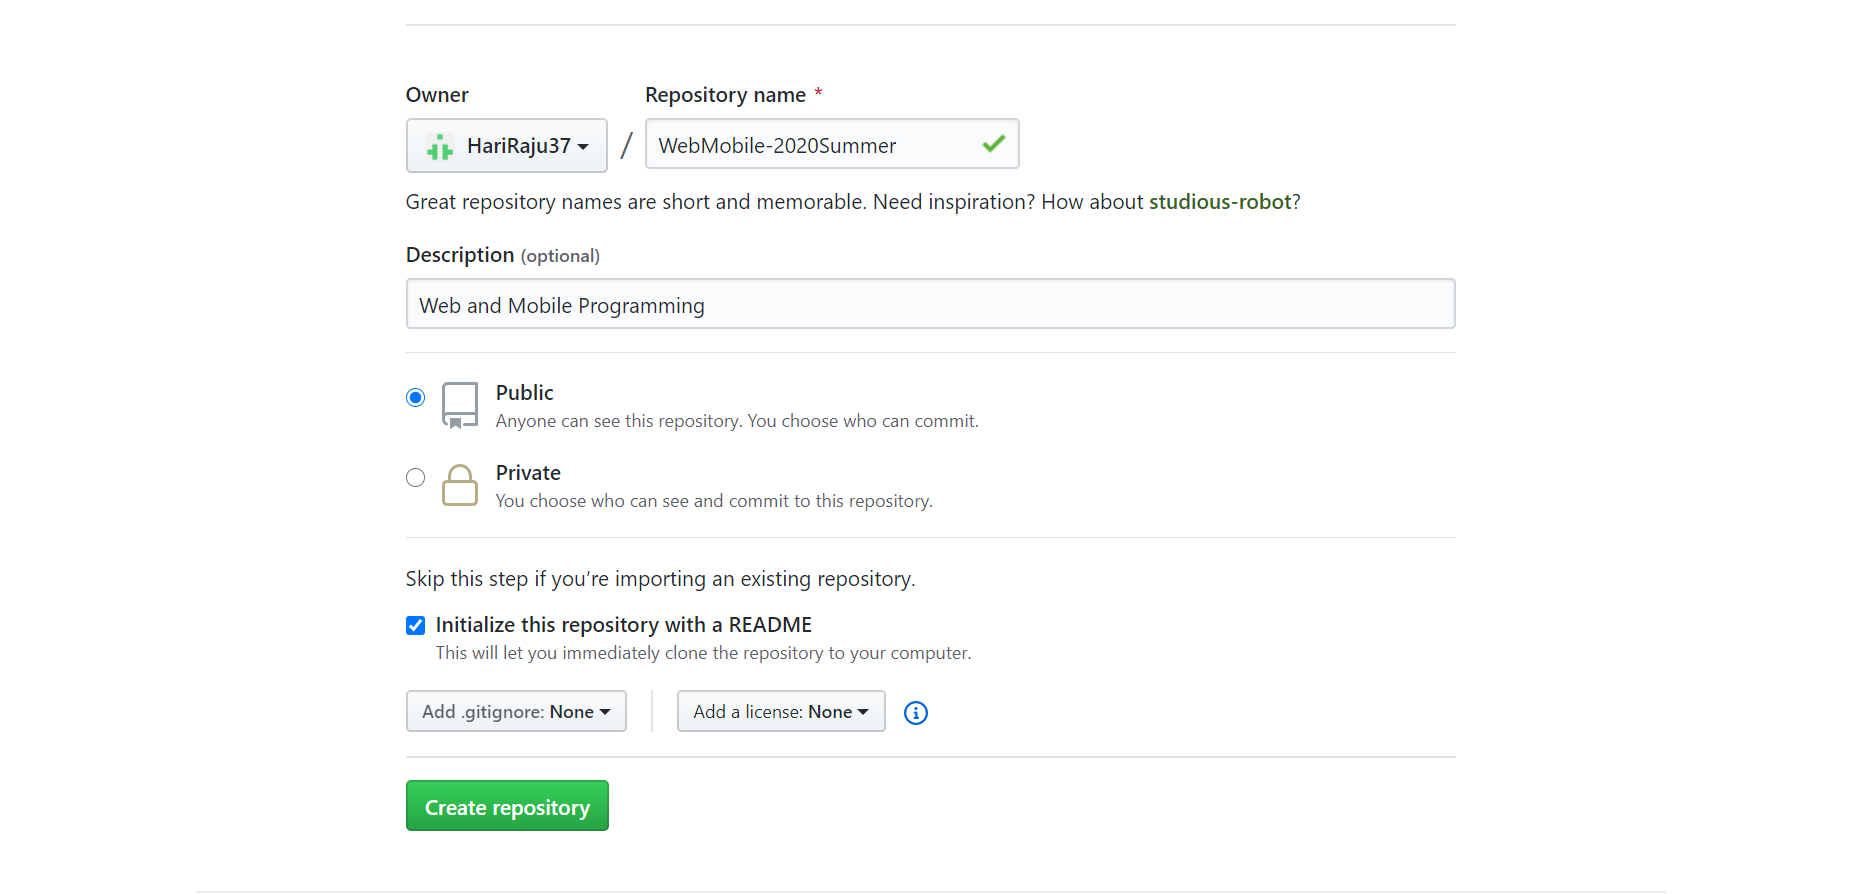 Owner
Repository name *
HariRaju37 / WebMobile-2020Summer
Great repository names are short and memorable. Need inspiration? How about studious-robot?
Description (optional)
Web and Mobile Programming
Public
Anyone can see this repository. You choose who can commit.
Private
You choose who can see and commit to this repository.
Skip this step if you’re importing an existing repository.
Initialize this repository with a README
This will let you immediately clone the repository to your computer.
Add .gitignore: None
Add a license: None
Create repository